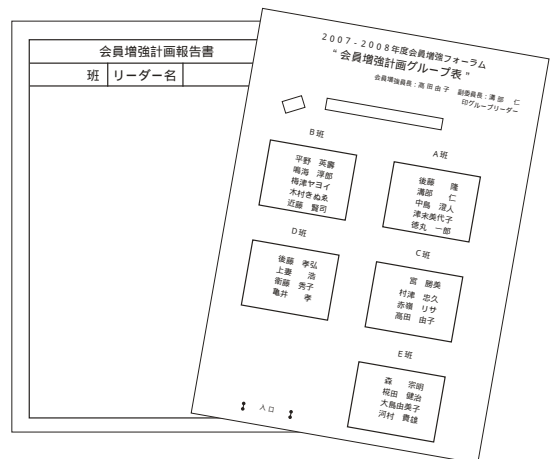 会員増強計画報告書
班 リーダー名
2007-2008年度会員増強フォーラム
"会員増強計画グループ表"
会員増強員長:高田由子 副委員長:溝部 仁
印グループリーダー
B班
平野 英壽
鳴海 淳郎
梅津ヤヨイ
木村きぬゑ
近藤 賢司
A班
後藤 隆
溝部 仁
中島 澄人
津末美代子
徳丸 一郎
D班
後藤 孝弘
上妻 浩
衛藤 秀子
亀井 孝
C班
宮 勝美
村津 忠久
赤嶺 リサ
高田 由子
E班
森 宗明
椛田 健治
大島由美子
河村 貴雄
入口